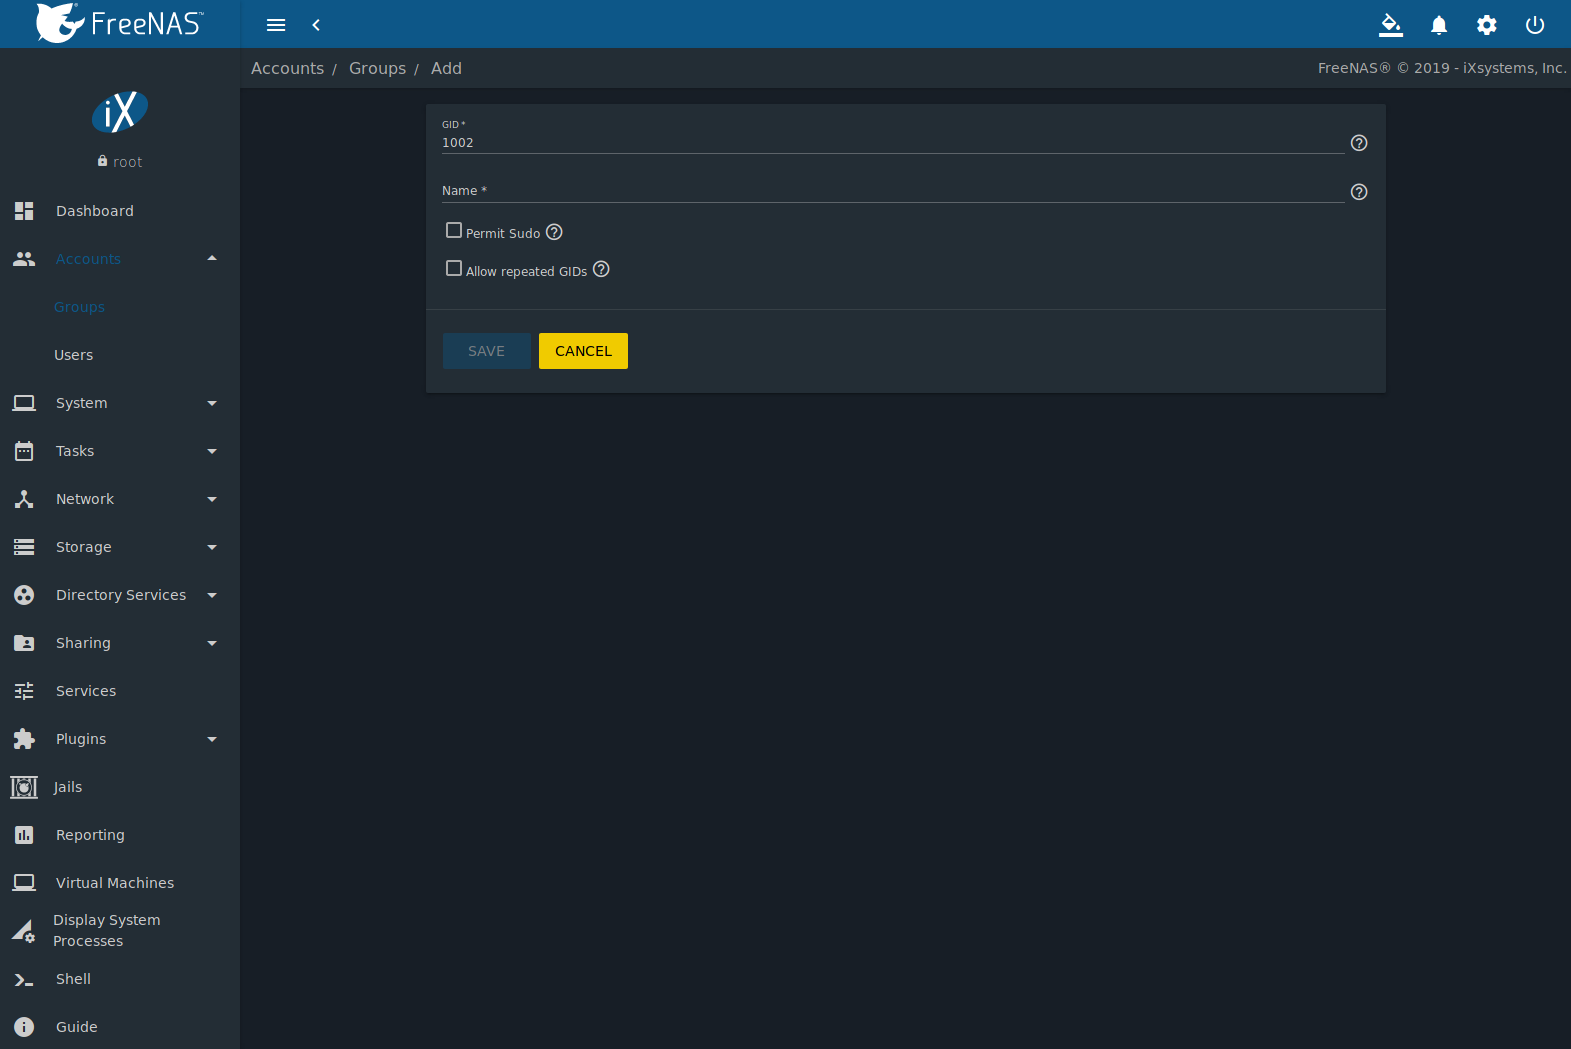 FreeNAS™
Accounts / Groups / Add
FreeNAS® © 2019 - iXsystems, Inc.
iX
root
Dashboard
Accounts
Groups
Users
System
Tasks
Network
Storage
Directory Services
Sharing
Services
Plugins
Jails
Reporting
Virtual Machines
Display System
Processes
Shell
Guide
GID *
1002
Name *
Permit Sudo
Allow repeated GIDs
SAVE CANCEL